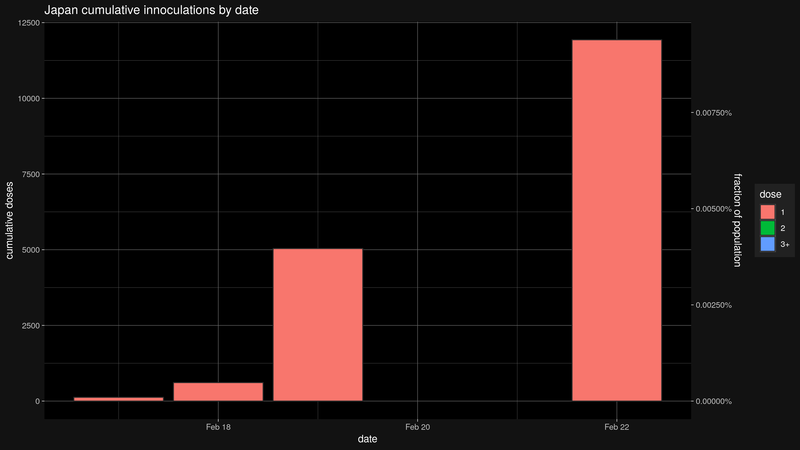 Japan cumulative innoculations by date
12500
10000
7500
5000
2500
0
cumulative doses
Feb 18
Feb 20
Feb 22
date
0.00750%
0.00500%
0.00250%
0.00000%
fraction of population
dose
1
2
3+